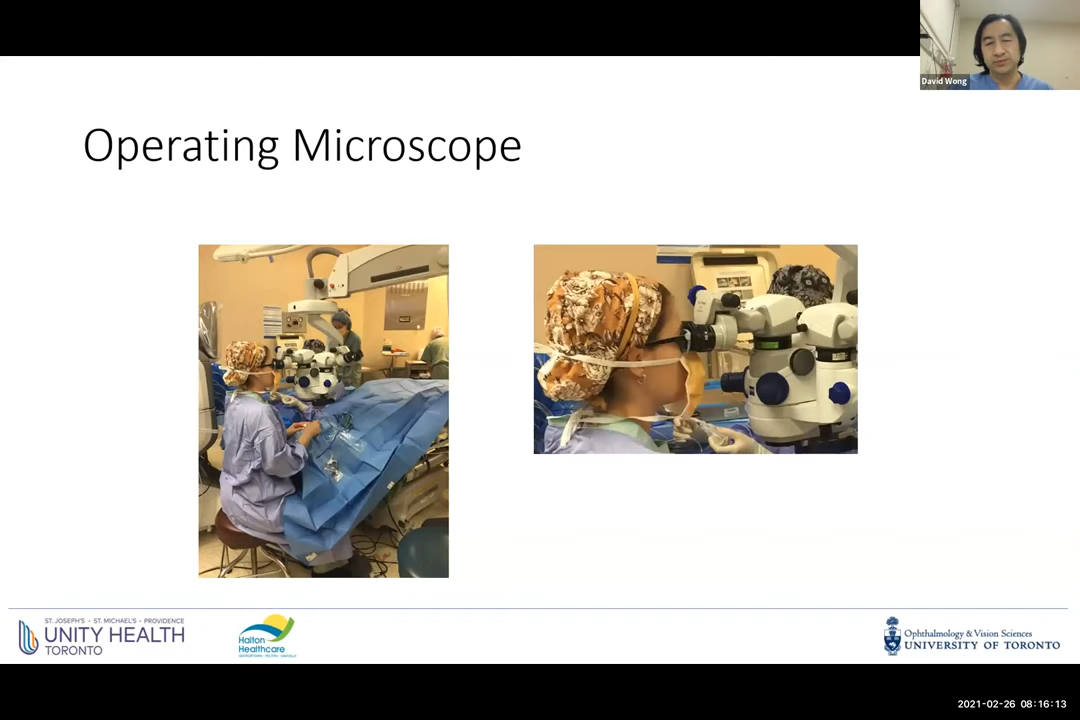 David Wong
Operating Microscope
ST. JOSEPH'S · ST. MICHAEL'S · PROVIDENCE
UNITY HEALTH
TORONTO
Halton
Healthcare
Ophthalmology & Vision Sciences
UNIVERSITY OF TORONTO
2021-02-26 08:16:13